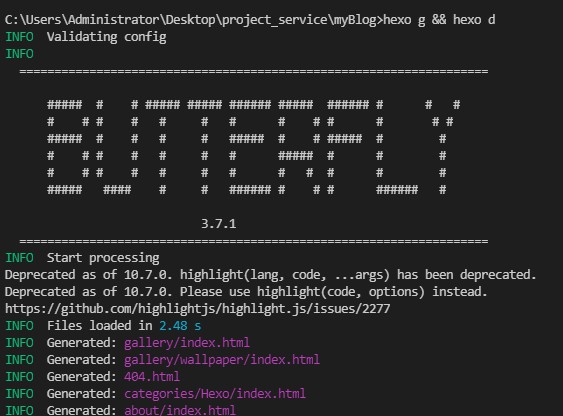 C:\Users\Administrator\Desktop\project_service\myBlog>hexo g && hexo d
INFO  Validating config
INFO
===================================================================
BUTTERFLY
3.7.1
===================================================================
INFO  Start processing
Deprecated as of 10.7.0. highlight(lang, code, ...args) has been deprecated.
Deprecated as of 10.7.0. Please use highlight(code, options) instead.
https://github.com/highlightjs/highlight.js/issues/2277
INFO  Files loaded in 2.48 s
INFO  Generated: gallery/index.html
INFO  Generated: gallery/wallpaper/index.html
INFO  Generated: 404.html
INFO  Generated: categories/Hexo/index.html
INFO  Generated: about/index.html